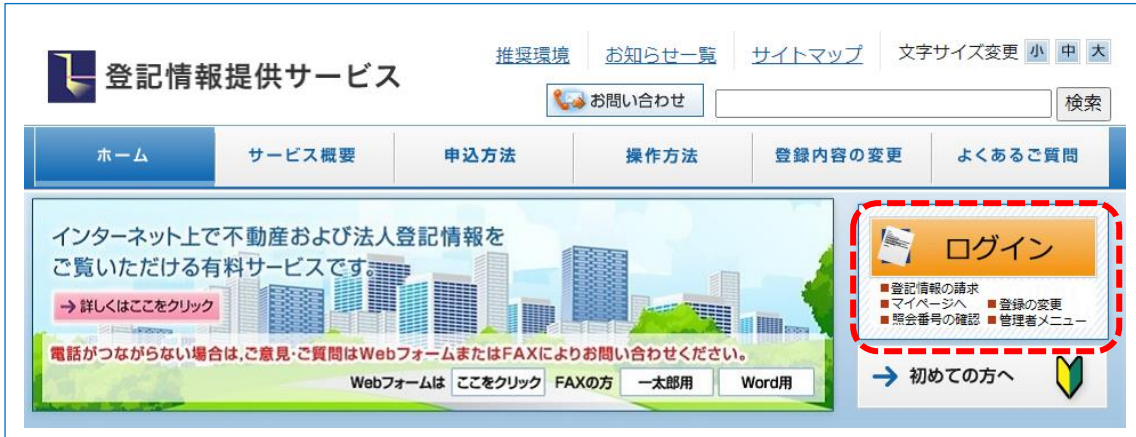 登記情報提供サービス
推奨環境 お知らせ一覧 サイトマップ 文字サイズ変更 小 中 大
お問い合わせ 検索
ホーム サービス概要 申込方法 操作方法 登録内容の変更 よくあるご質問
インターネット上で不動産および法人登記情報を
ご覧いただける有料サービスです。
→詳しくはここをクリック
電話がつながらない場合は,ご意見・ご質問はWebフォームまたはFAXによりお問い合わせください。
Webフォームは ここをクリック FAXの方 一太郎用 Word用
ログイン
■登記情報の請求
■マイページへ ■登録の変更
■照会番号の確認 ■管理者メニュー
→ 初めての方へ